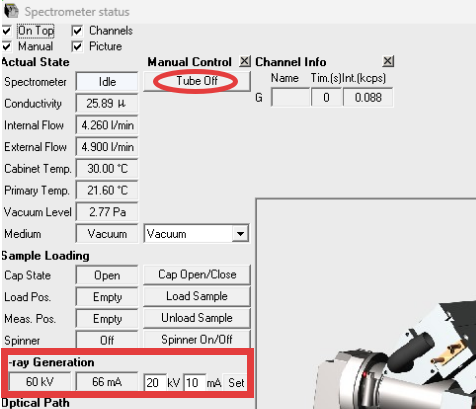 Spectrometer status
On Top Channels
Manual Picture
Actual State Manual Control Channel Info
Spectrometer Idle Tube Off Name Tim.(s) Int.(kcps)
Conductivity 25.89 µ G 0 0.088
Internal Flow 4.260 l/min
External Flow 4.900 l/min
Cabinet Temp. 30.00 °C
Primary Temp. 21.60 °C
Vacuum Level 2.77 Pa
Medium Vacuum Vacuum
Sample Loading
Cap State Open Cap Open/Close
Load Pos. Empty Load Sample
Meas. Pos. Empty Unload Sample
Spinner Off Spinner On/Off
-ray Generation
60 kV 66 mA 20 kV 10 mA Set
Optical Path